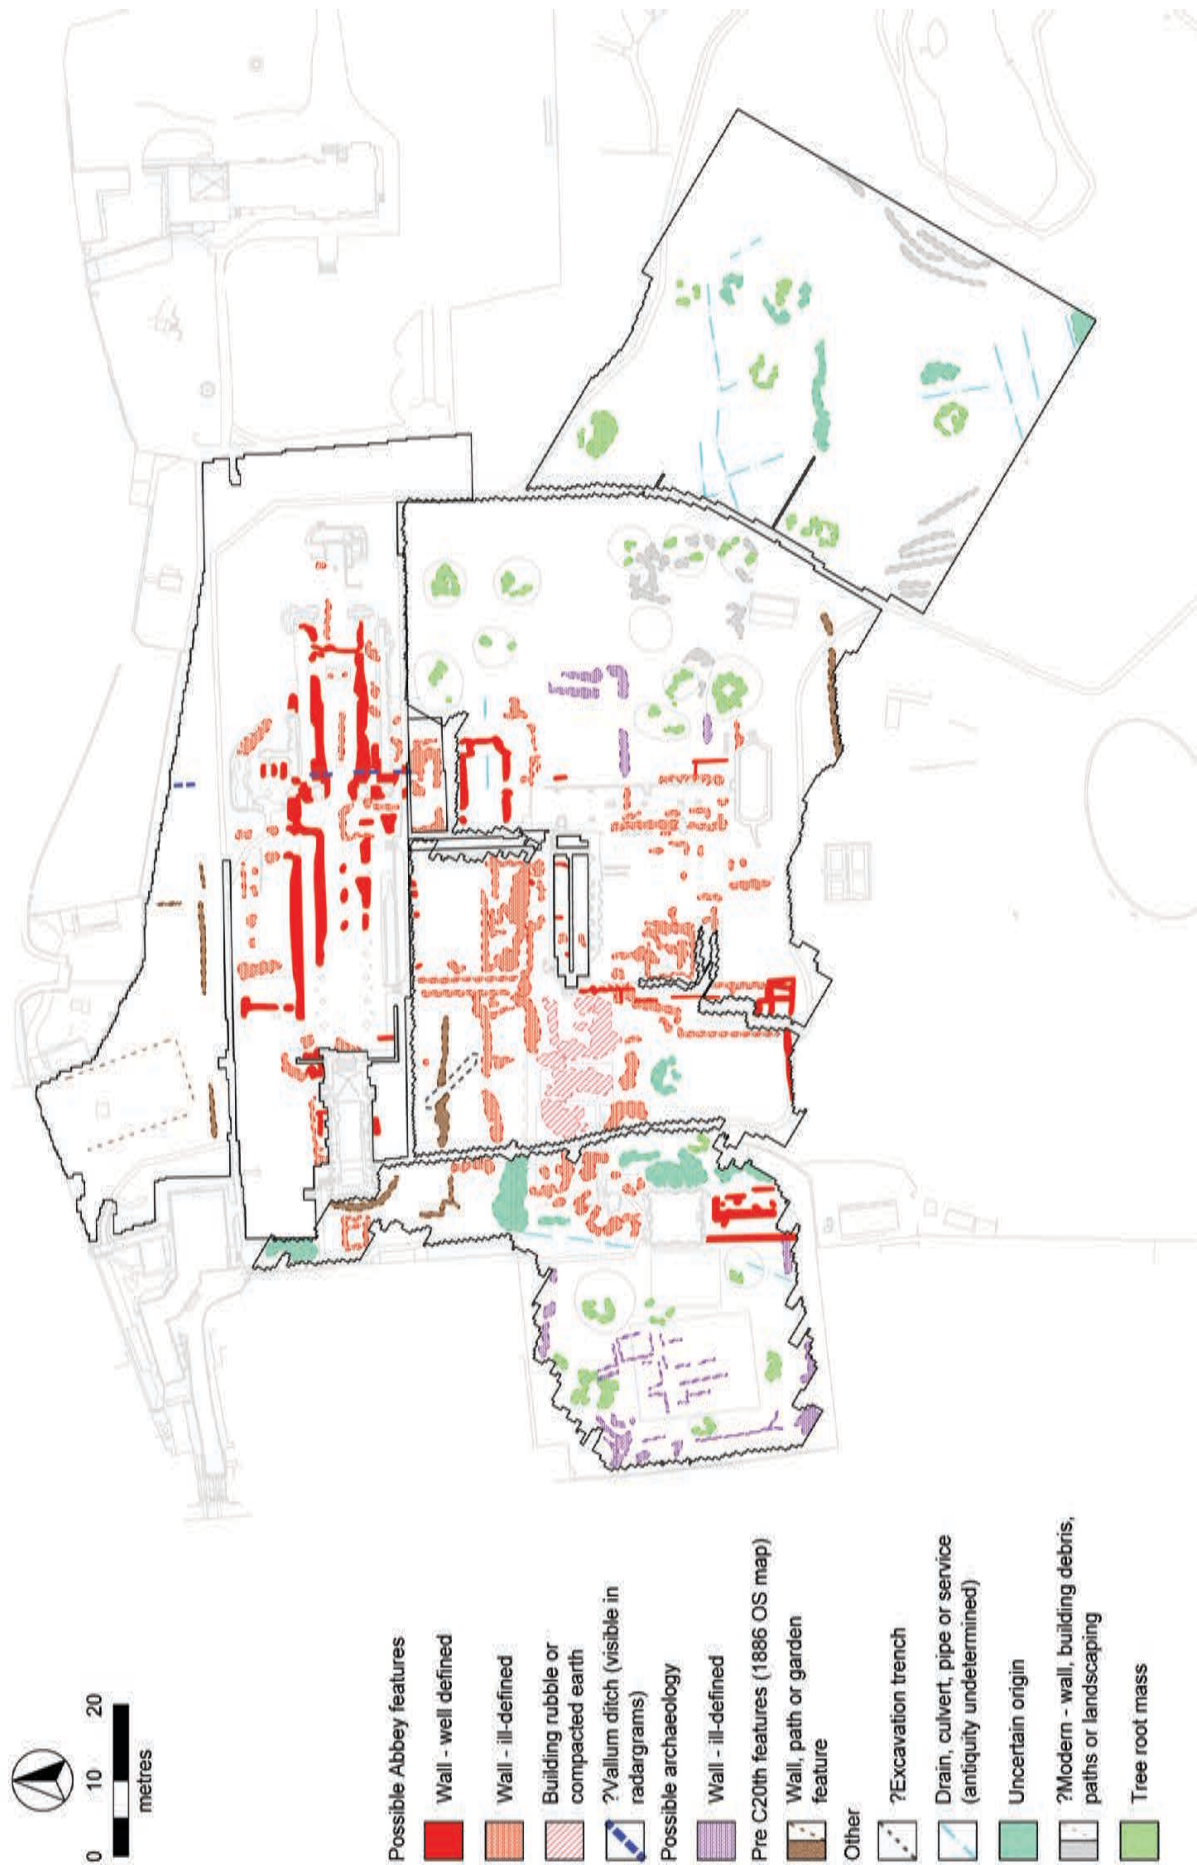 0 10 20
metres
Possible Abbey features
Wall - well defined
Wall - ill-defined
Building rubble or
compacted earth
?Vallum ditch (visible in
radargrams)
Possible archaeology
Wall - ill-defined
Pre C20th features (1886 OS map)
Wall, path or garden
feature
Other
?Excavation trench
Drain, culvert, pipe or service
(antiquity undetermined)
Uncertain origin
?Modern - wall, building debris,
paths or landscaping
Tree root mass